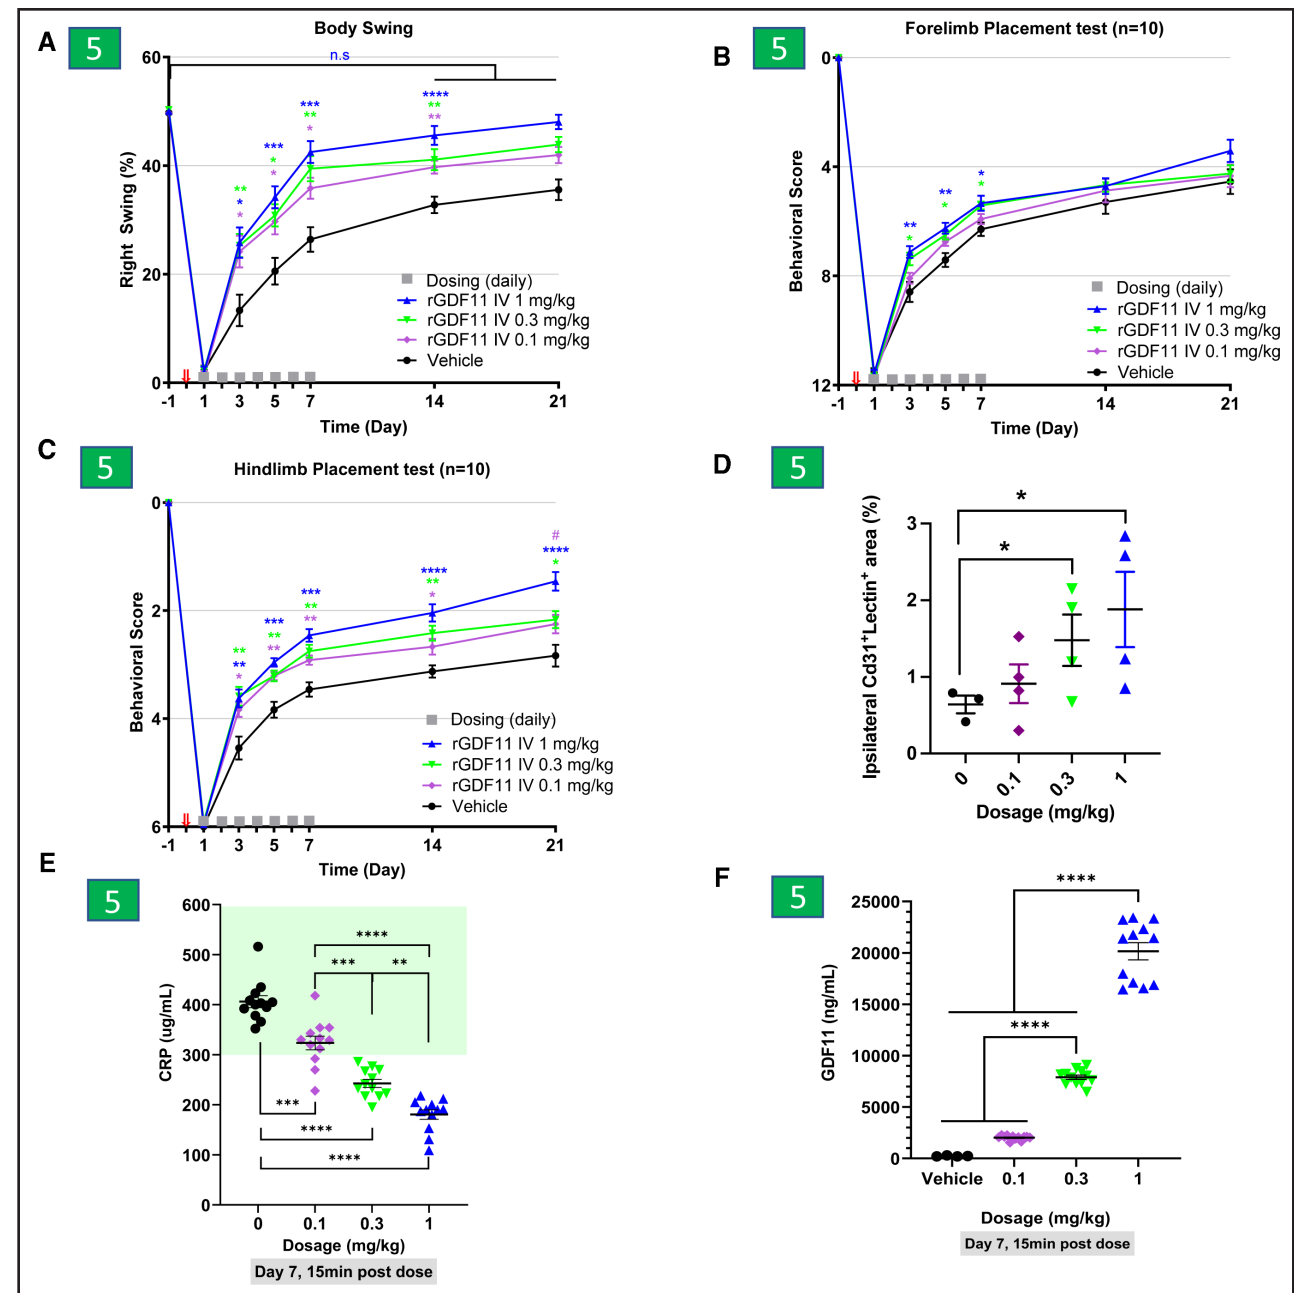 A
5
Body Swing
n.s
60
40
20
0
Right Swing (%)
***
**
*
***
*
*
***
**
*
****
**
**
**
*
*
Dosing (daily)
rGDF11 IV 1 mg/kg
rGDF11 IV 0.3 mg/kg
rGDF11 IV 0.1 mg/kg
Vehicle
-1 1 3 5 7 14 21
Time (Day)
B
5
Forelimb Placement test (n=10)
0
4
8
12
Behavioral Score
**
*
**
*
*
*
Dosing (daily)
rGDF11 IV 1 mg/kg
rGDF11 IV 0.3 mg/kg
rGDF11 IV 0.1 mg/kg
Vehicle
-1 1 3 5 7 14 21
Time (Day)
C
5
Hindlimb Placement test (n=10)
0
2
4
6
Behavioral Score
**
**
*
***
**
**
***
**
**
****
**
*
#
****
*
Dosing (daily)
rGDF11 IV 1 mg/kg
rGDF11 IV 0.3 mg/kg
rGDF11 IV 0.1 mg/kg
Vehicle
-1 1 3 5 7 14 21
Time (Day)
D
5
Ipsilateral Cd31+Lectin+ area (%)
3
2
1
0
*
*
0 0.1 0.3 1
Dosage (mg/kg)
E
5
CRP (ug/mL)
600
500
400
300
200
100
0
****
*** **
***
****
****
0 0.1 0.3 1
Dosage (mg/kg)
Day 7, 15min post dose
F
5
GDF11 (ng/mL)
25000
20000
15000
10000
5000
0
****
****
Vehicle 0.1 0.3 1
Dosage (mg/kg)
Day 7, 15min post dose